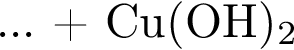 ... + Cu(OH)₂